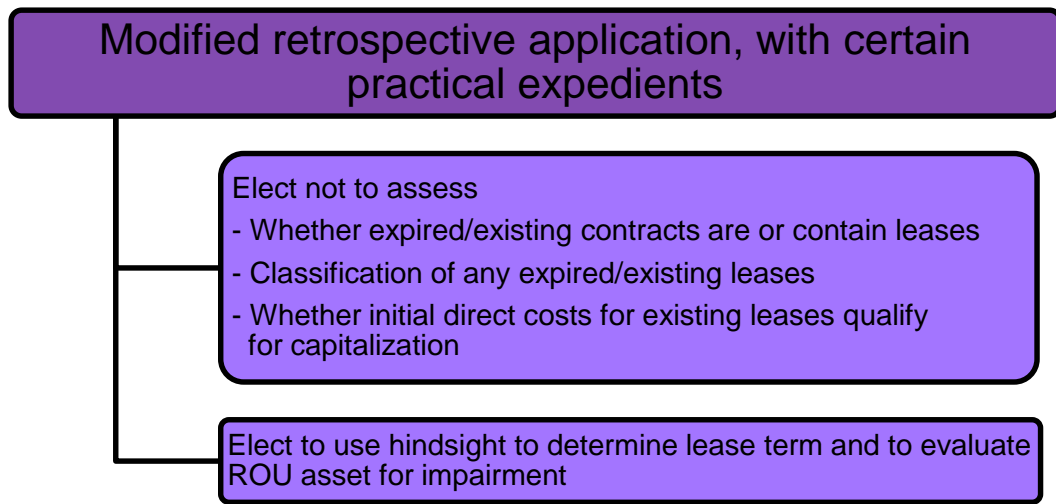 Modified retrospective application, with certain
practical expedients
Elect not to assess
- Whether expired/existing contracts are or contain leases
- Classification of any expired/existing leases
- Whether initial direct costs for existing leases qualify
for capitalization
Elect to use hindsight to determine lease term and to evaluate
ROU asset for impairment